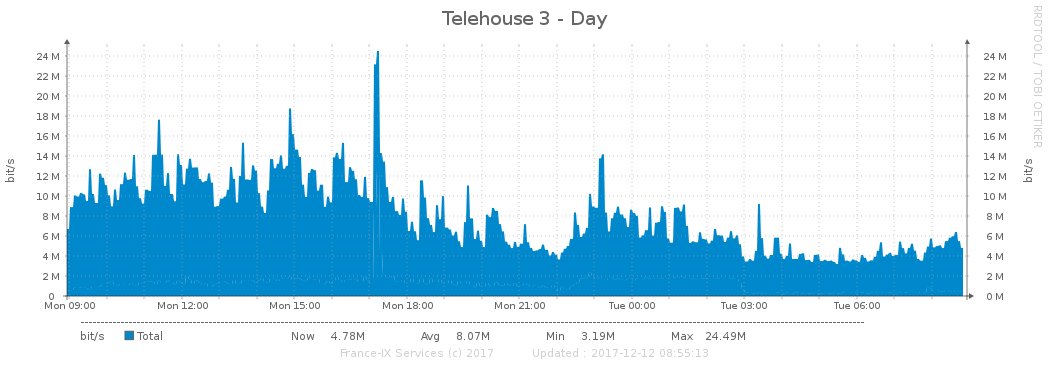 Telehouse 3 - Day
RRDTOOL / TOBI OETIKER
bit/s
24 M 24 M
22 M 22 M
20 M 20 M
18 M 18 M
16 M 16 M
14 M 14 M
12 M 12 M
10 M 10 M
8 M 8 M
6 M 6 M
4 M 4 M
2 M 2 M
0 0 M
bit/s
Mon 09:00 Mon 12:00 Mon 15:00 Mon 18:00 Mon 21:00 Tue 00:00 Tue 03:00 Tue 06:00
bit/s Total Now 4.78M Avg 8.07M Min 3.19M Max 24.49M
France-IX Services (c) 2017 Updated : 2017-12-12 08:55:13